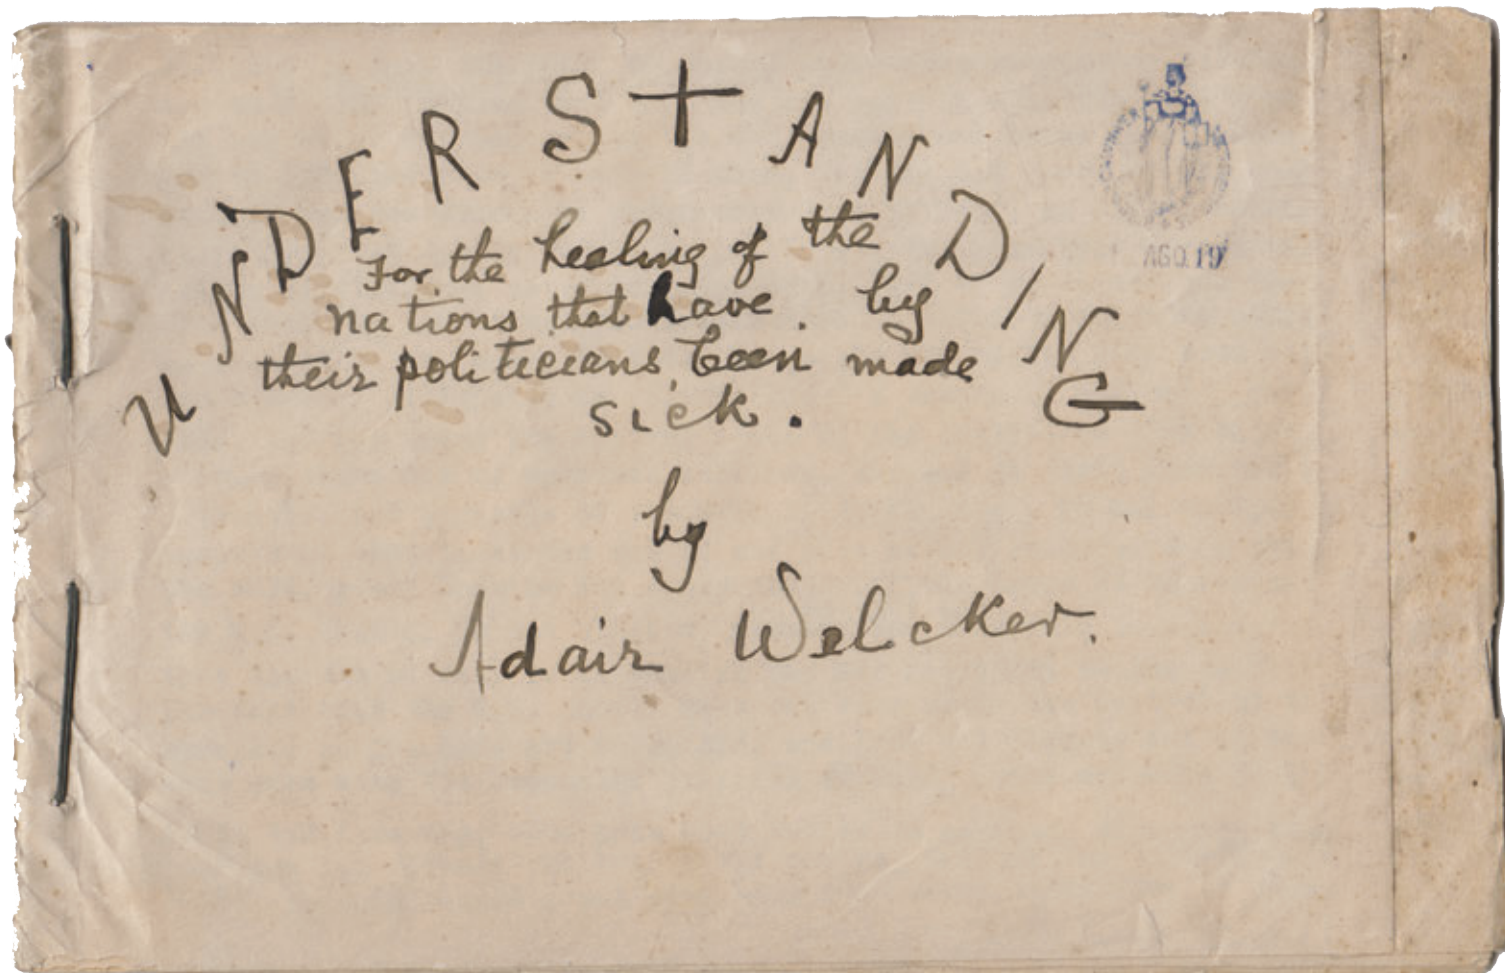 UNDERSTANDING
For the healing of the
nations that have by
their politicians, been made
sick.
by
Adair Welcker.
AGO.19